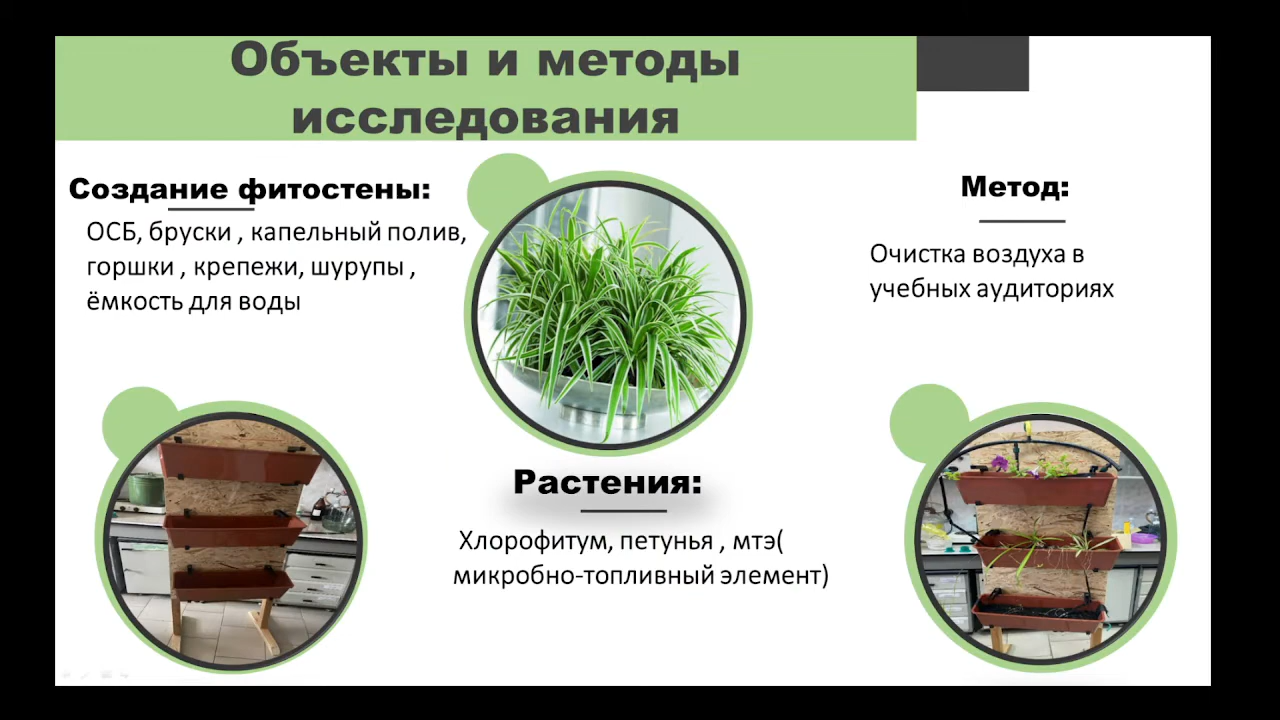 Объекты и методы
исследования
Создание фитостены:
ОСБ, бруски , капельный полив,
горшки , крепежи, шурупы ,
ёмкость для воды
Растения:
Хлорофитум, петунья , мтэ(
микробно-топливный элемент)
Метод:
Очистка воздуха в
учебных аудиториях